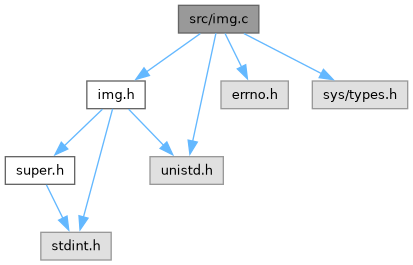 src/img.c
img.h
errno.h
sys/types.h
super.h
unistd.h
stdint.h